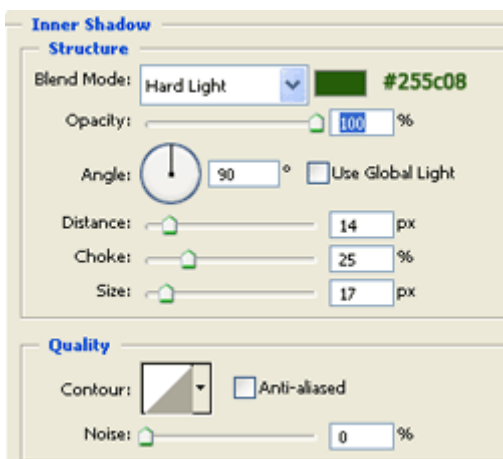 Inner Shadow
Structure
Blend Mode: Hard Light #255c08
Opacity: 100 %
Angle: 90 ° Use Global Light
Distance: 14 px
Choke: 25 %
Size: 17 px
Quality
Contour: Anti-aliased
Noise: 0 %